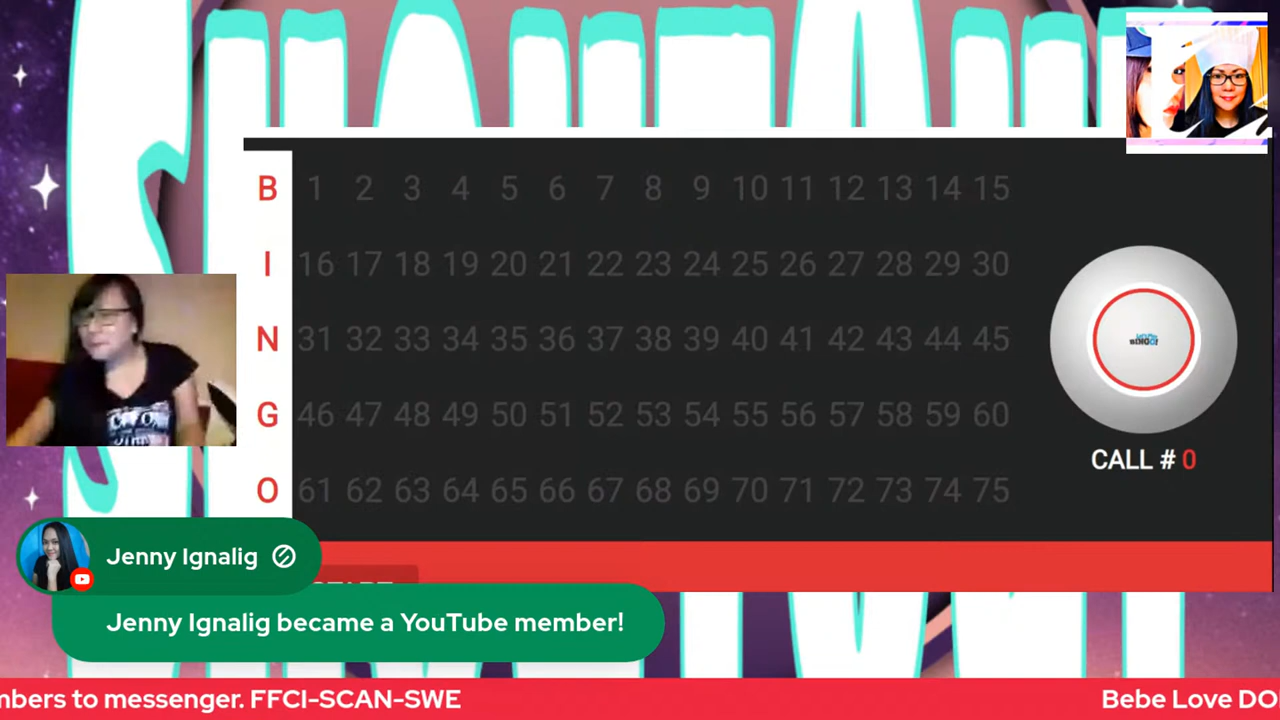 B 1 2 3 4 5 6 7 8 9 10 11 12 13 14 15
I 16 17 18 19 20 21 22 23 24 25 26 27 28 29 30
N 31 32 33 34 35 36 37 38 39 40 41 42 43 44 45
G 46 47 48 49 50 51 52 53 54 55 56 57 58 59 60
O 61 62 63 64 65 66 67 68 69 70 71 72 73 74 75
BINGO!
CALL # 0
START
Jenny Ignalig
Jenny Ignalig became a YouTube member!
mbers to messenger. FFCI-SCAN-SWE
Bebe Love DO